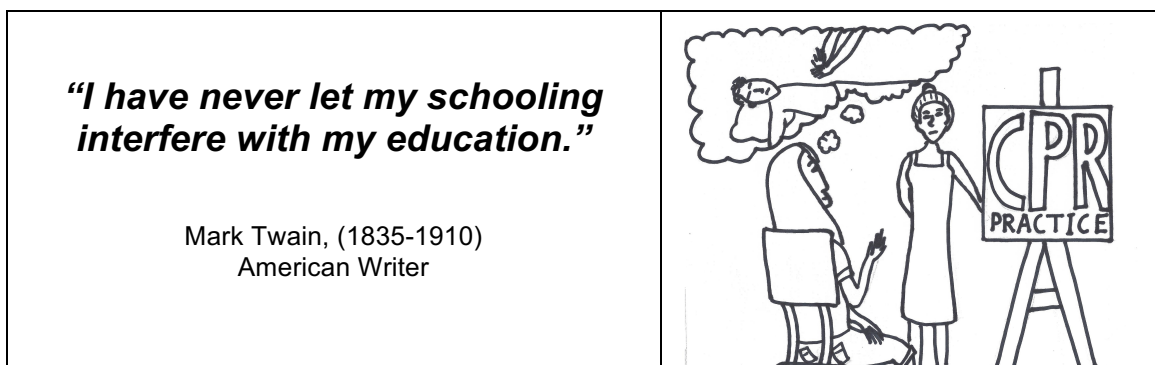 “I have never let my schooling
interfere with my education.”
Mark Twain, (1835-1910)
American Writer
CPR
PRACTICE